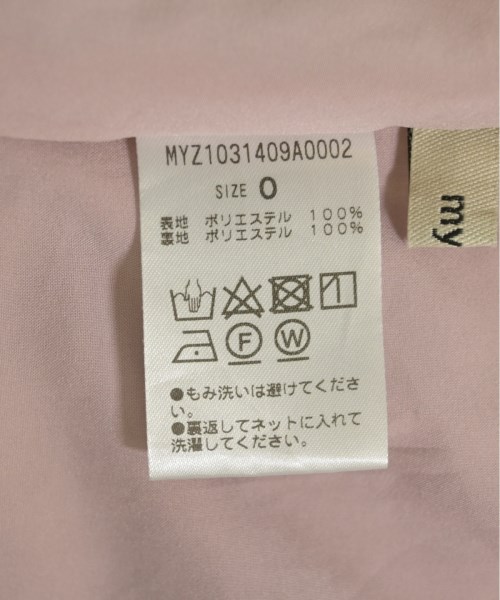 MYZ1031409A0002
SIZE 0
表地 ポリエステル 100%
裏地 ポリエステル 100%
F W
●もみ洗いは避けてくださ
い。
●裏返してネットに入れて
洗濯してください。
my